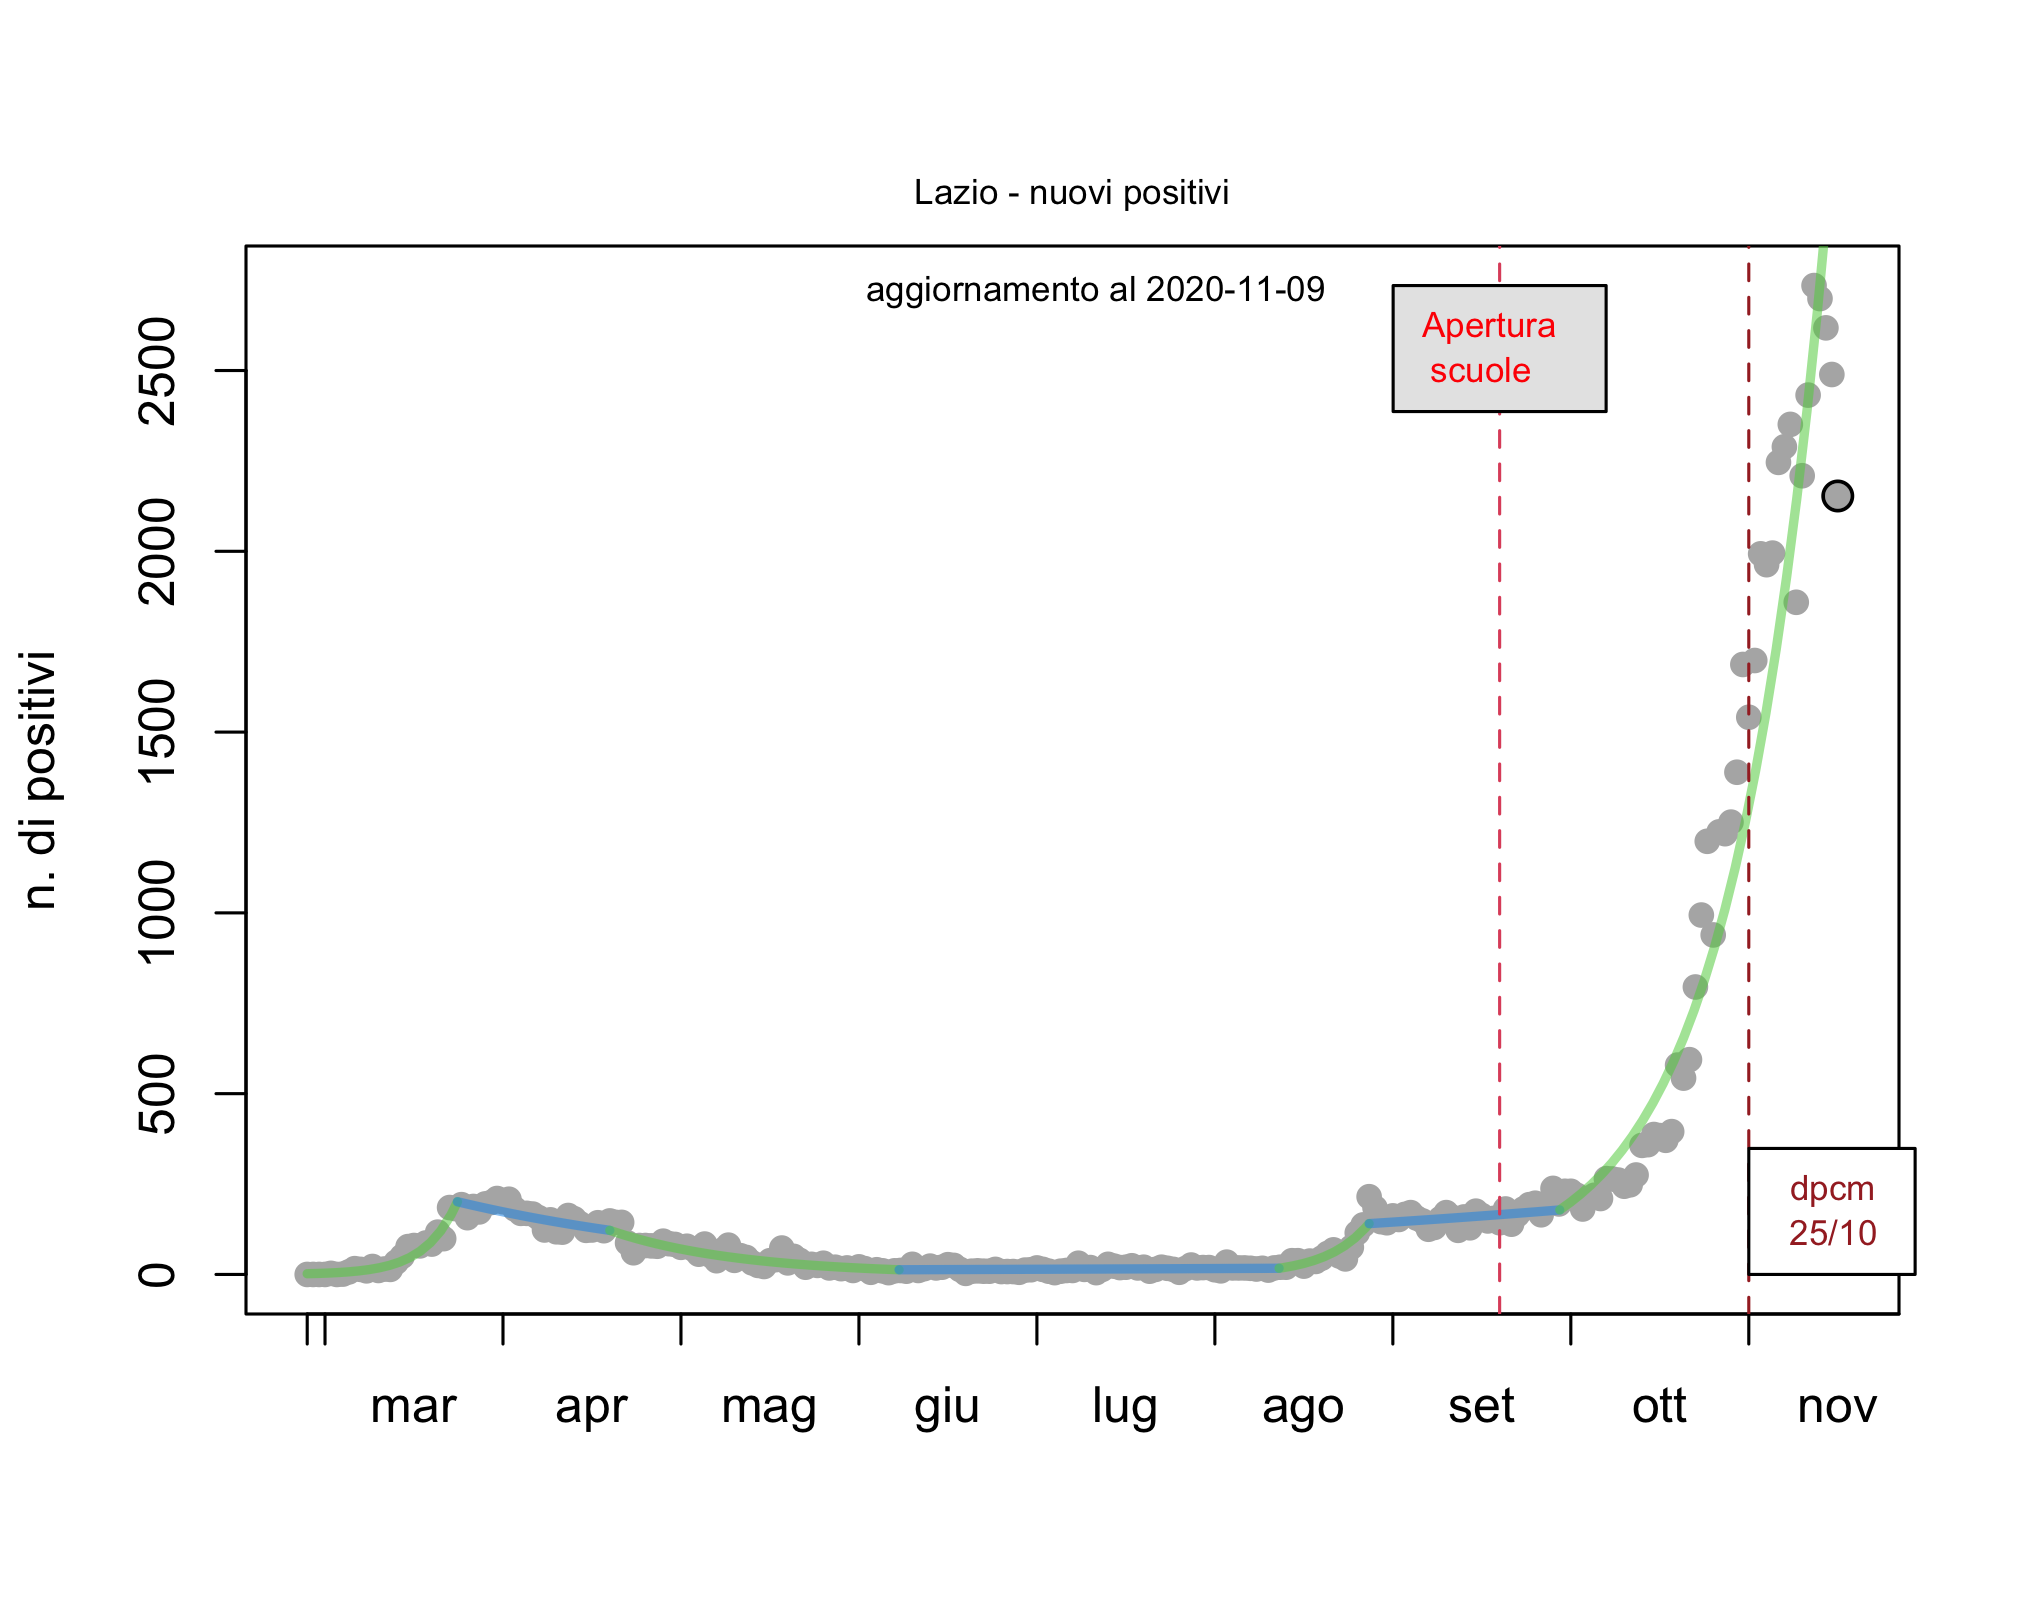 Lazio - nuovi positivi
aggiornamento al 2020-11-09
Apertura
scuole
2500
2000
1500
1000
500
0
n. di positivi
dpcm
25/10
mar apr mag giu lug ago set ott nov